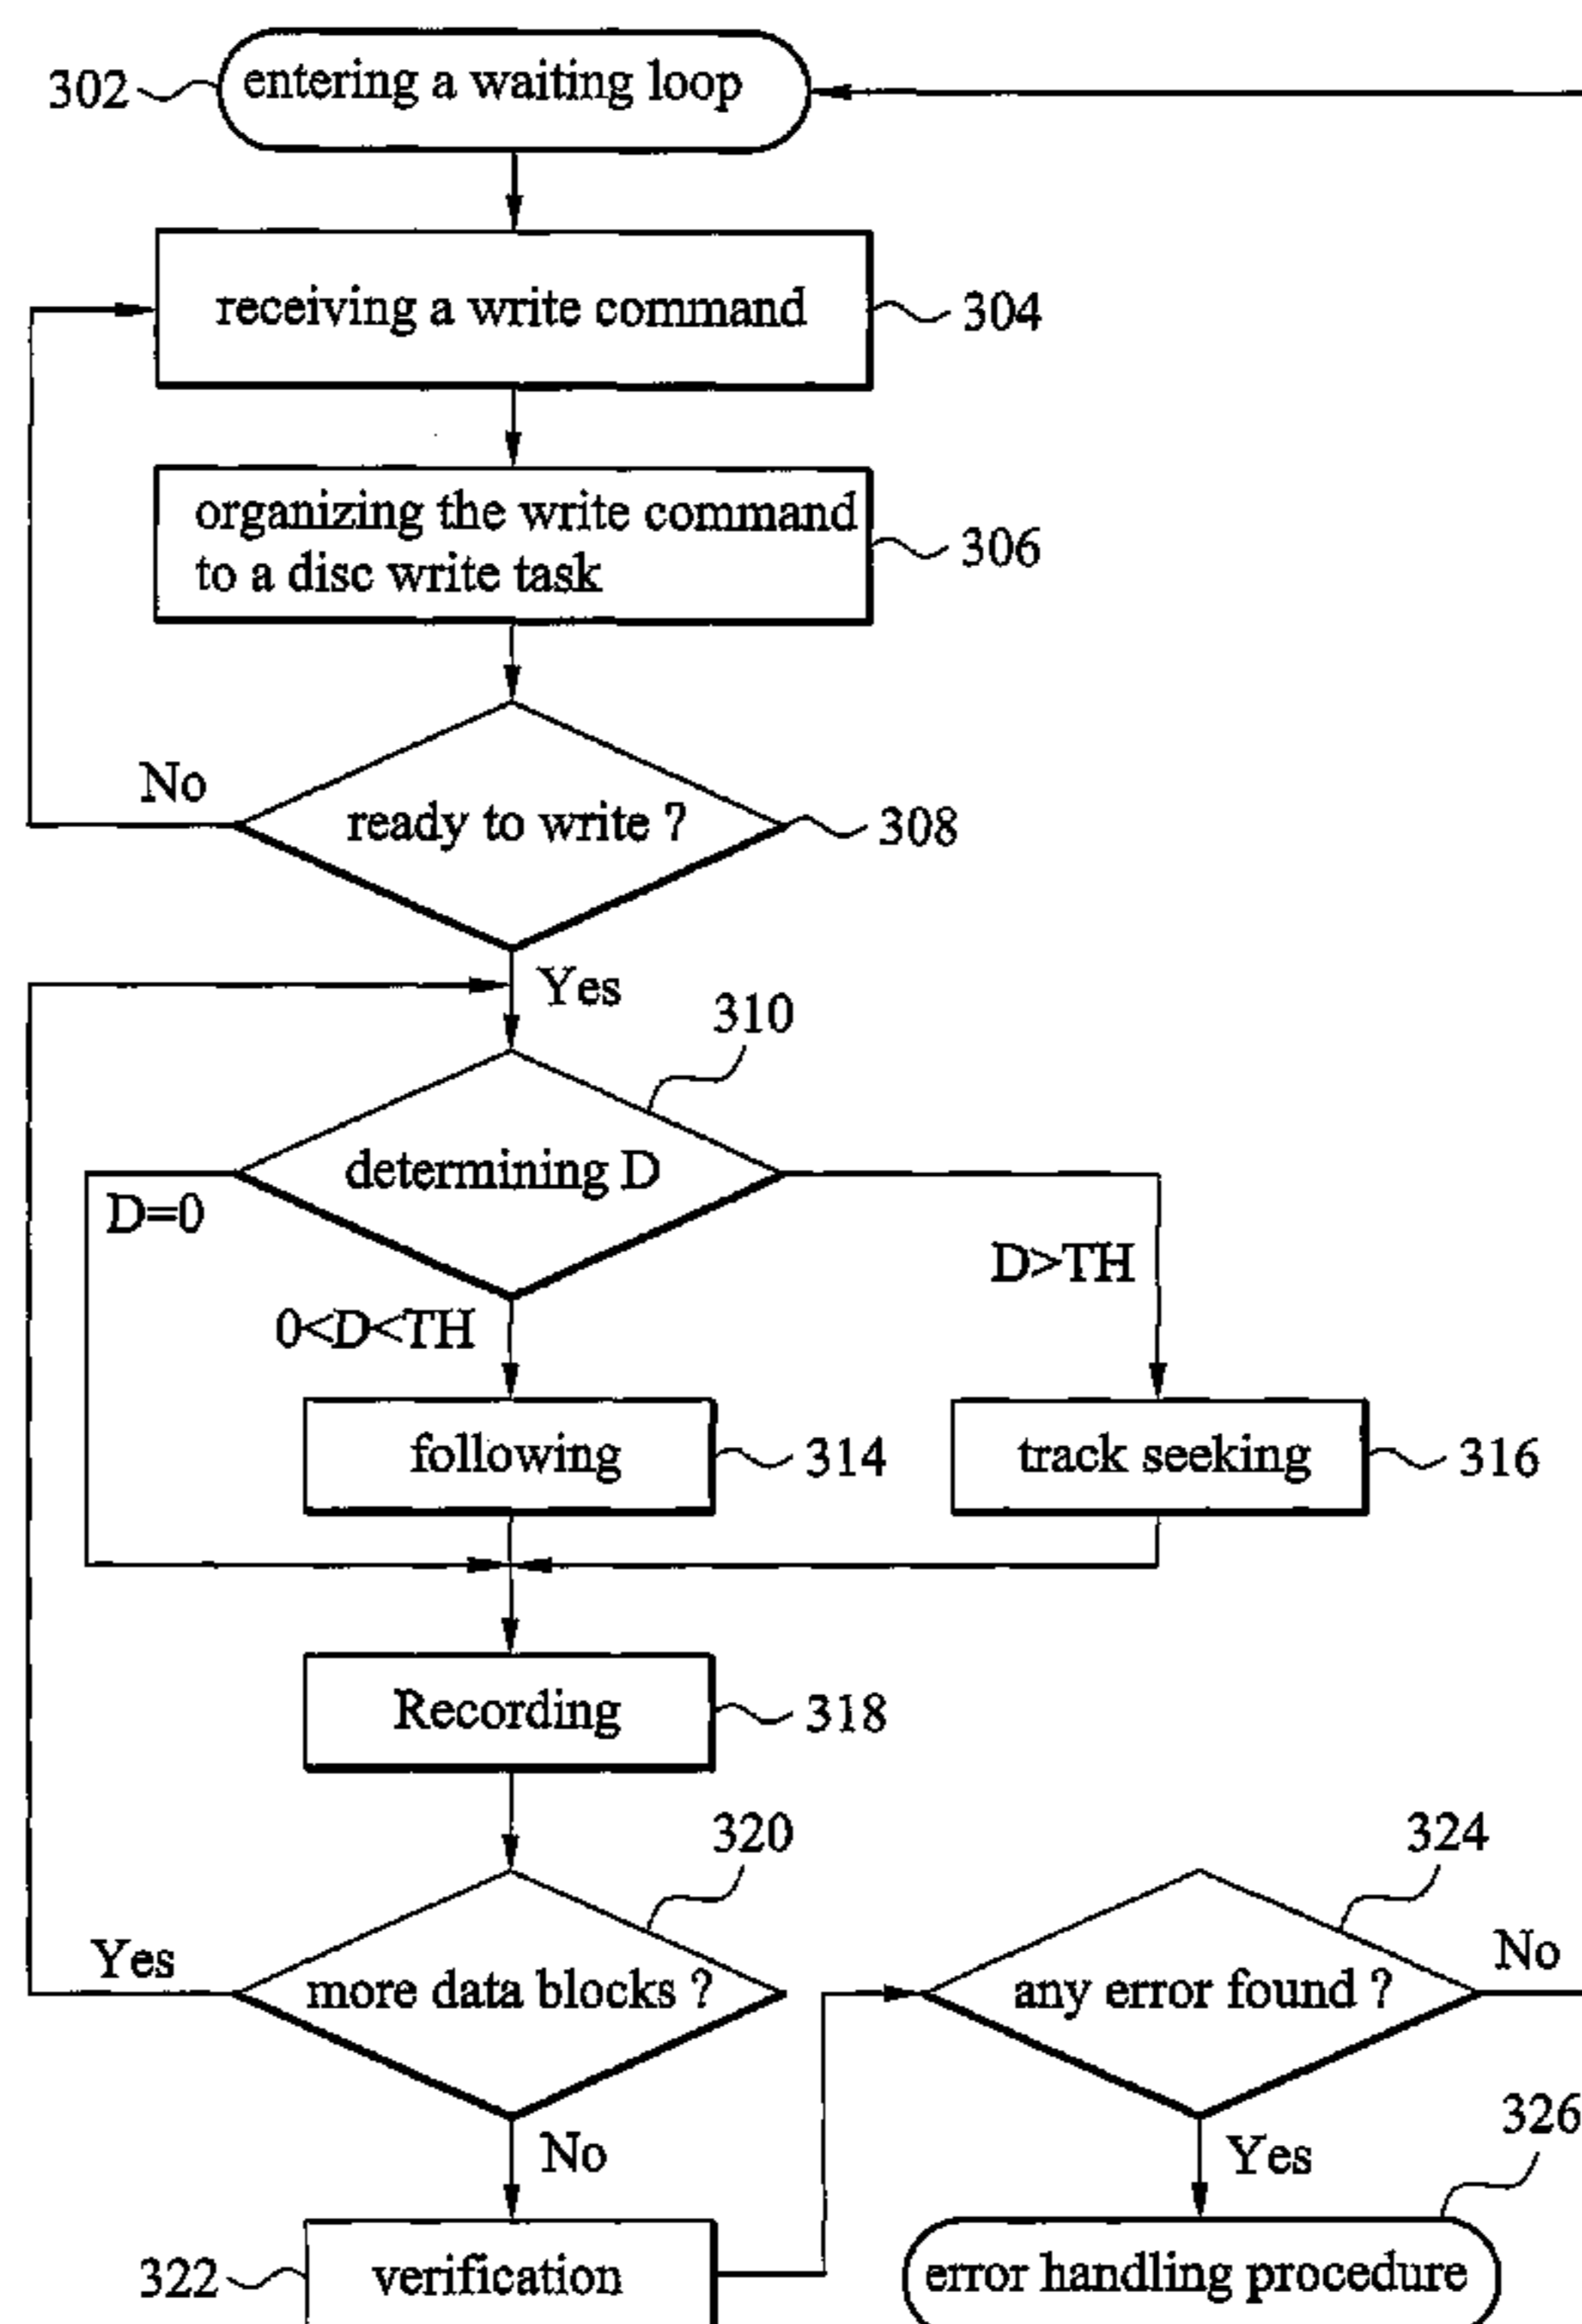 302
entering a waiting loop
receiving a write command
304
organizing the write command
to a disc write task
306
No
ready to write ?
308
Yes
310
determining D
D=0
D>TH
0<D<TH
following
314
track seeking
316
Recording
318
320
324
Yes
more data blocks ?
any error found ?
No
No
Yes
326
322
verification
error handling procedure